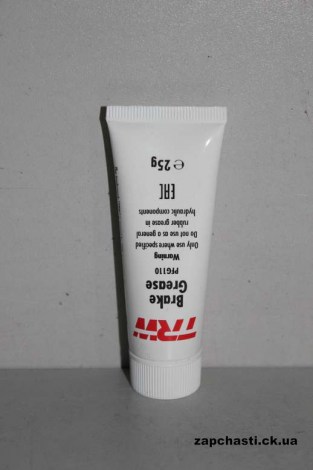 TRW
Brake
Grease
PFG110
Warning
Only use where specified
Do not use as a general
rubber grease in
hydraulic components
EAC
℮ 25g
zapchasti.ck.ua